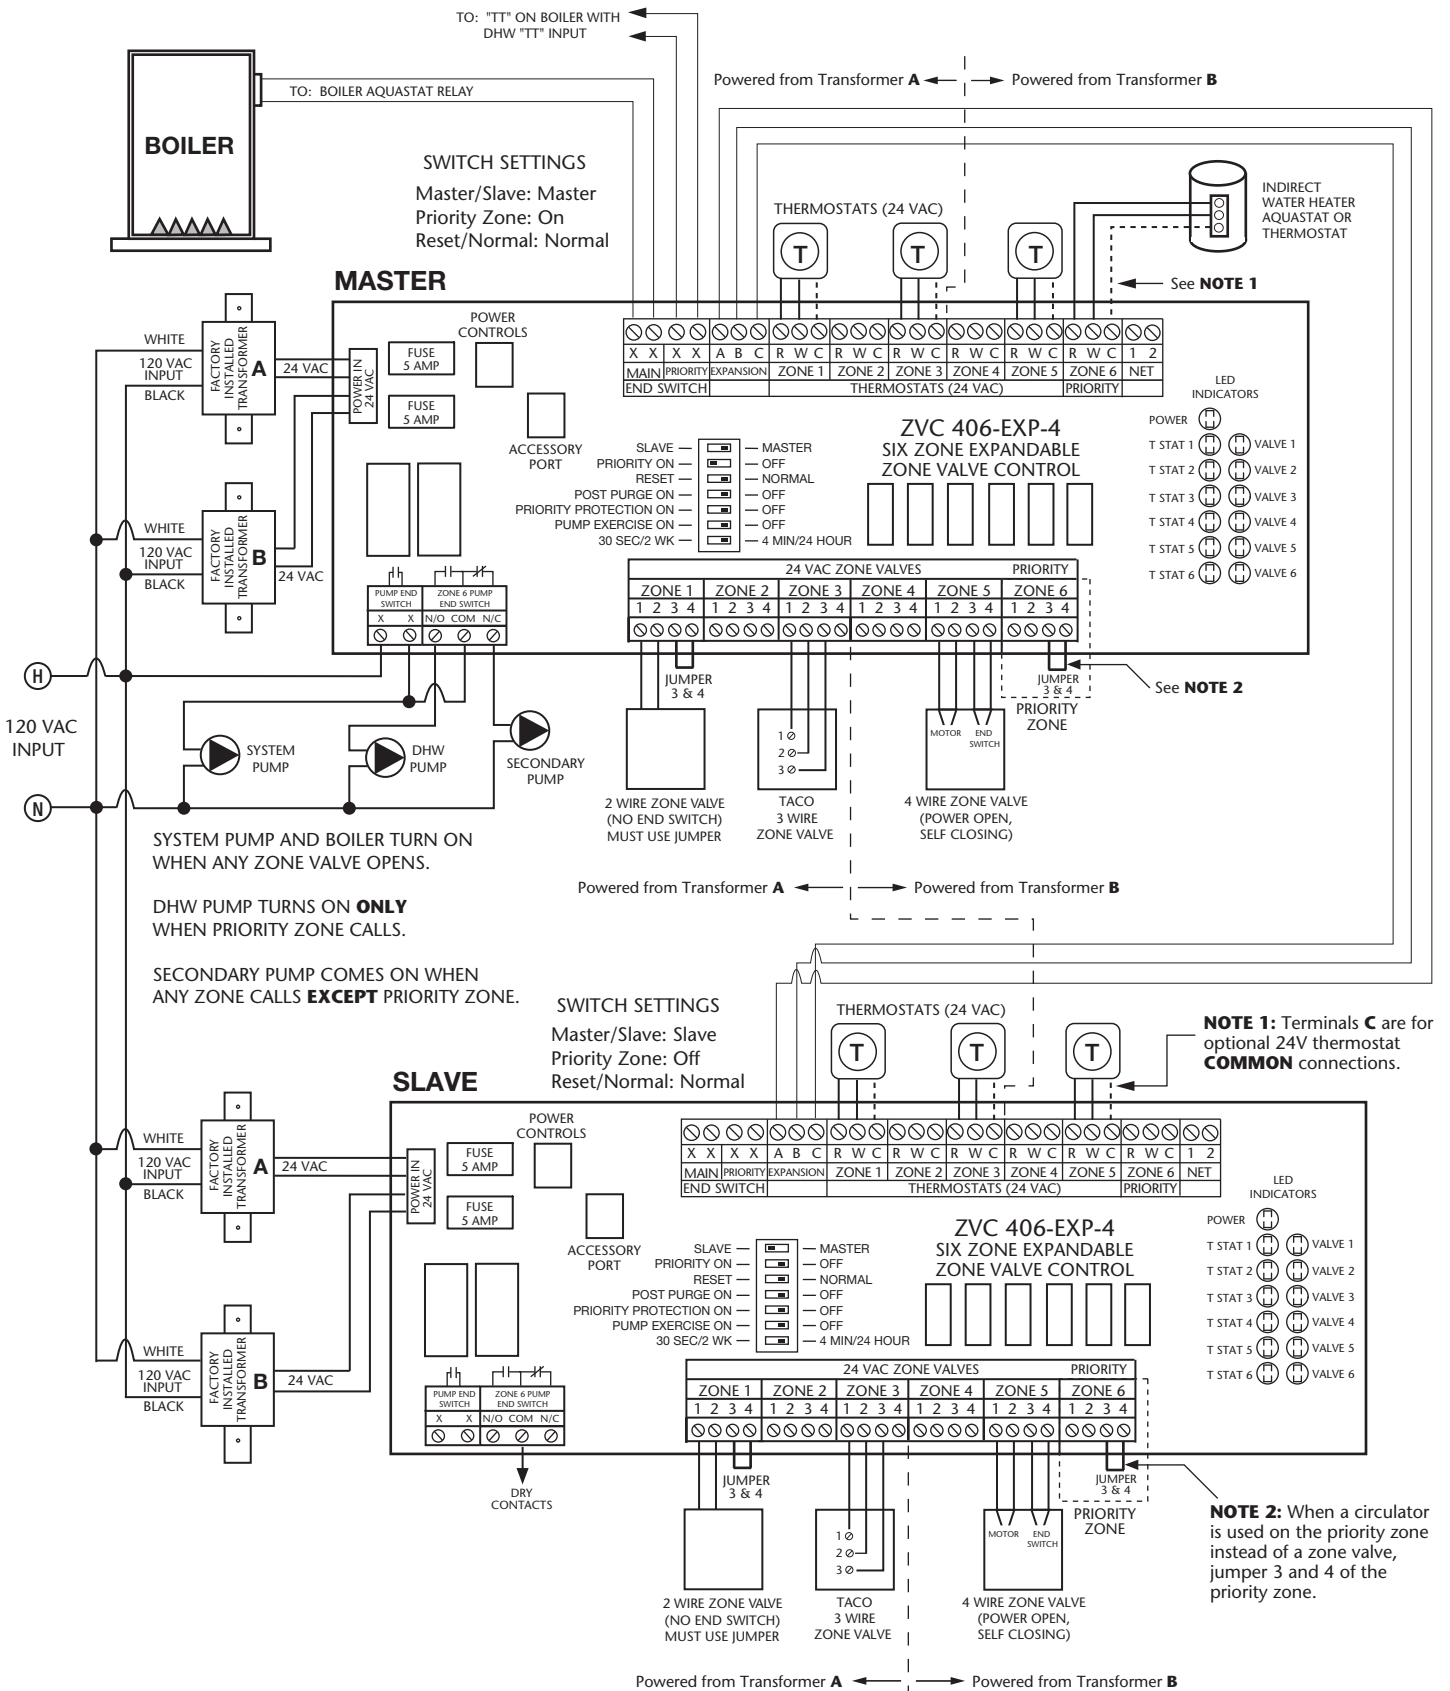 TO: "TT" ON BOILER WITH
DHW "TT" INPUT
Powered from Transformer A
Powered from Transformer B
TO: BOILER AQUASTAT RELAY
BOILER
SWITCH SETTINGS
Master/Slave: Master
Priority Zone: On
Reset/Normal: Normal
THERMOSTATS (24 VAC)
T
T
T
INDIRECT
WATER HEATER
AQUASTAT OR
THERMOSTAT
See NOTE 1
MASTER
WHITE
120 VAC
INPUT
BLACK
FACTORY
INSTALLED
TRANSFORMER
A
24 VAC
POWER IN
24 VAC
FUSE
5 AMP
FUSE
5 AMP
POWER
CONTROLS
ACCESSORY
PORT
X X X X A B C R W C R W C R W C R W C R W C R W C 1 2
MAIN PRIORITY EXPANSION ZONE 1 ZONE 2 ZONE 3 ZONE 4 ZONE 5 ZONE 6 NET
END SWITCH THERMOSTATS (24 VAC) PRIORITY
ZVC 406-EXP-4
SIX ZONE EXPANDABLE
ZONE VALVE CONTROL
SLAVE MASTER
PRIORITY ON OFF
RESET NORMAL
POST PURGE ON OFF
PRIORITY PROTECTION ON OFF
PUMP EXERCISE ON OFF
30 SEC/2 WK 4 MIN/24 HOUR
LED
INDICATORS
POWER
T STAT 1 VALVE 1
T STAT 2 VALVE 2
T STAT 3 VALVE 3
T STAT 4 VALVE 4
T STAT 5 VALVE 5
T STAT 6 VALVE 6
WHITE
120 VAC
INPUT
BLACK
FACTORY
INSTALLED
TRANSFORMER
B
24 VAC
PUMP END
SWITCH
X X
ZONE 6 PUMP
END SWITCH
N/O COM N/C
24 VAC ZONE VALVES PRIORITY
ZONE 1 ZONE 2 ZONE 3 ZONE 4 ZONE 5 ZONE 6
1 2 3 4 1 2 3 4 1 2 3 4 1 2 3 4 1 2 3 4 1 2 3 4
JUMPER
3 & 4
JUMPER
3 & 4
See NOTE 2
PRIORITY
ZONE
H
120 VAC
INPUT
N
SYSTEM
PUMP
DHW
PUMP
SECONDARY
PUMP
1
2
3
MOTOR
END
SWITCH
2 WIRE ZONE VALVE
(NO END SWITCH)
MUST USE JUMPER
TACO
3 WIRE
ZONE VALVE
4 WIRE ZONE VALVE
(POWER OPEN,
SELF CLOSING)
SYSTEM PUMP AND BOILER TURN ON
WHEN ANY ZONE VALVE OPENS.
DHW PUMP TURNS ON ONLY
WHEN PRIORITY ZONE CALLS.
SECONDARY PUMP COMES ON WHEN
ANY ZONE CALLS EXCEPT PRIORITY ZONE.
Powered from Transformer A
Powered from Transformer B
SWITCH SETTINGS
Master/Slave: Slave
Priority Zone: Off
Reset/Normal: Normal
THERMOSTATS (24 VAC)
T
T
T
NOTE 1: Terminals C are for
optional 24V thermostat
COMMON connections.
SLAVE
WHITE
120 VAC
INPUT
BLACK
FACTORY
INSTALLED
TRANSFORMER
A
24 VAC
POWER IN
24 VAC
FUSE
5 AMP
FUSE
5 AMP
POWER
CONTROLS
ACCESSORY
PORT
X X X X A B C R W C R W C R W C R W C R W C R W C 1 2
MAIN PRIORITY EXPANSION ZONE 1 ZONE 2 ZONE 3 ZONE 4 ZONE 5 ZONE 6 NET
END SWITCH THERMOSTATS (24 VAC) PRIORITY
ZVC 406-EXP-4
SIX ZONE EXPANDABLE
ZONE VALVE CONTROL
SLAVE MASTER
PRIORITY ON OFF
RESET NORMAL
POST PURGE ON OFF
PRIORITY PROTECTION ON OFF
PUMP EXERCISE ON OFF
30 SEC/2 WK 4 MIN/24 HOUR
LED
INDICATORS
POWER
T STAT 1 VALVE 1
T STAT 2 VALVE 2
T STAT 3 VALVE 3
T STAT 4 VALVE 4
T STAT 5 VALVE 5
T STAT 6 VALVE 6
WHITE
120 VAC
INPUT
BLACK
FACTORY
INSTALLED
TRANSFORMER
B
24 VAC
PUMP END
SWITCH
X X
ZONE 6 PUMP
END SWITCH
N/O COM N/C
DRY
CONTACTS
24 VAC ZONE VALVES PRIORITY
ZONE 1 ZONE 2 ZONE 3 ZONE 4 ZONE 5 ZONE 6
1 2 3 4 1 2 3 4 1 2 3 4 1 2 3 4 1 2 3 4 1 2 3 4
JUMPER
3 & 4
JUMPER
3 & 4
PRIORITY
ZONE
1
2
3
MOTOR
END
SWITCH
NOTE 2: When a circulator
is used on the priority zone
instead of a zone valve,
jumper 3 and 4 of the
priority zone.
2 WIRE ZONE VALVE
(NO END SWITCH)
MUST USE JUMPER
TACO
3 WIRE
ZONE VALVE
4 WIRE ZONE VALVE
(POWER OPEN,
SELF CLOSING)
Powered from Transformer A
Powered from Transformer B